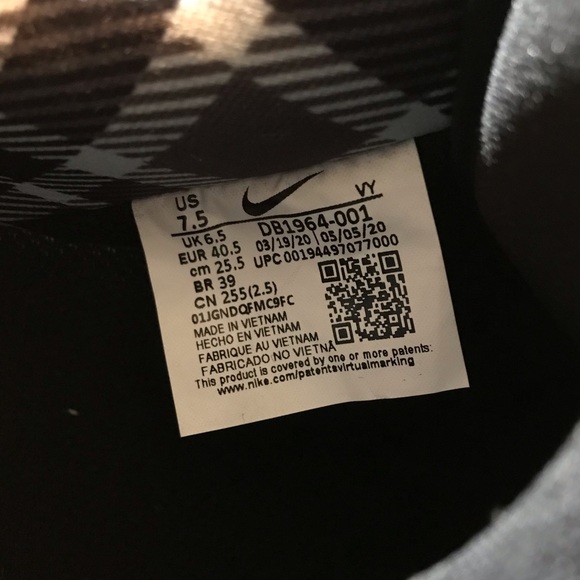 US
7.5 VY
UK 6.5 DB1964-001
EUR 40.5 03/19/20 05/05/20
cm 25.5 UPC 00194497077000
BR 39
CN 255(2.5)
01JGNDQFMC9FC
MADE IN VIETNAM
HECHO EN VIETNAM
FABRIQUE AU VIETNAM
FABRICADO NO VIETNÃ
This product is covered by one or more patents:
www.nike.com/patentsvirtualmarking